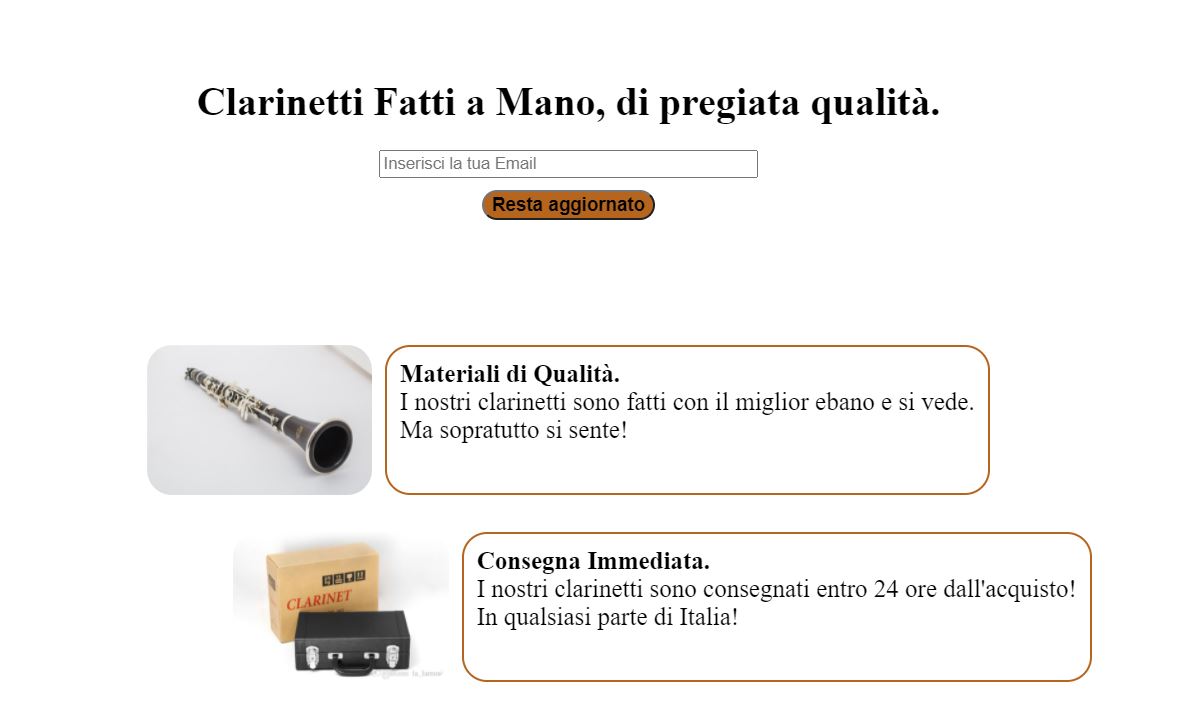 Clarinetti Fatti a Mano, di pregiata qualità.
Inserisci la tua Email
Resta aggiornato
Materiali di Qualità.
I nostri clarinetti sono fatti con il miglior ebano e si vede.
Ma sopratutto si sente!
CLARINET
Consegna Immediata.
I nostri clarinetti sono consegnati entro 24 ore dall'acquisto!
In qualsiasi parte di Italia!